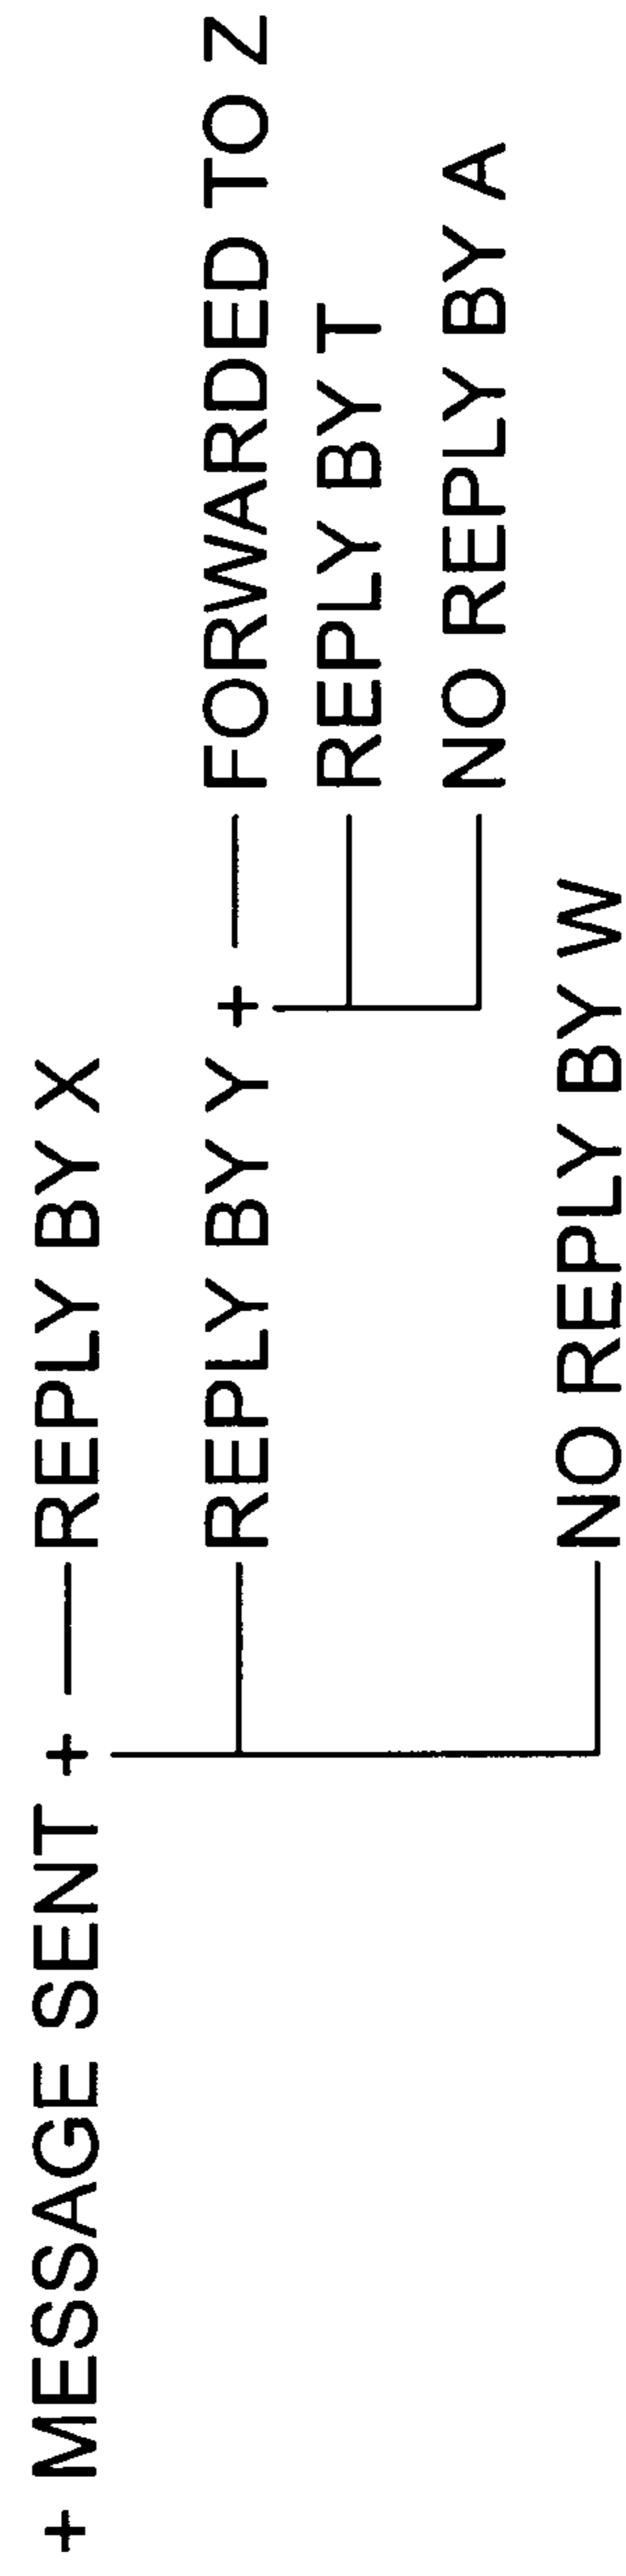 + MESSAGE SENT + REPLY BY X
REPLY BY Y + FORWARDED TO Z
REPLY BY T
NO REPLY BY A
NO REPLY BY W